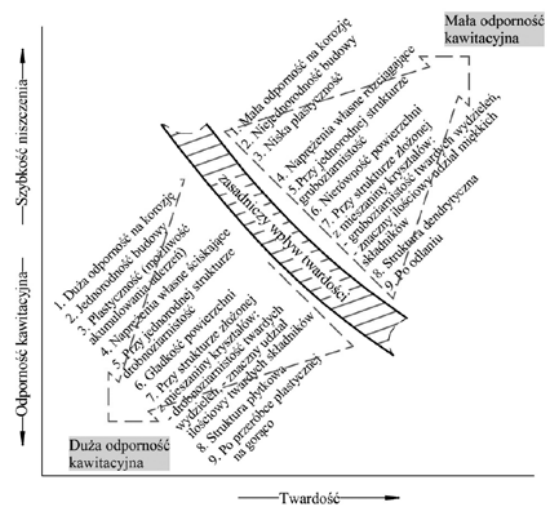 Mała odporność
kawitacyjna
1. Mała odporność na korozję
2. Niejednorodność budowy
3. Niska plastyczność
4. Naprężenia własne rozciągające
5. Przy jednorodnej strukturze
gruboziarnistość
6. Nierówność powierzchni
7. Przy strukturze złożonej
z mieszaniny kryształów:
- gruboziarnistość twardych wydzieleń,
znaczny ilościowy udział miękkich
składników
8. Struktura dendrytyczna
9. Po odlaniu
zasadniczy wpływ twardości
1. Duża odporność na korozję
2. Jednorodność budowy
3. Plastyczność (możliwość
akumulowania uderzeń)
4. Naprężenia własne ściskające
5. Przy jednorodnej strukturze
drobnoziarnistość
6. Gładkość powierzchni
7. Przy strukturze złożonej
z mieszaniny kryształów:
- drobnoziarnistość twardych
wydzieleń, znaczny udział
ilościowy twardych składników
8. Struktura płytkowa
9. Po przeróbce plastycznej
na gorąco
Duża odporność
kawitacyjna
Szybkość niszczenia
Odporność kawitacyjna
Twardość